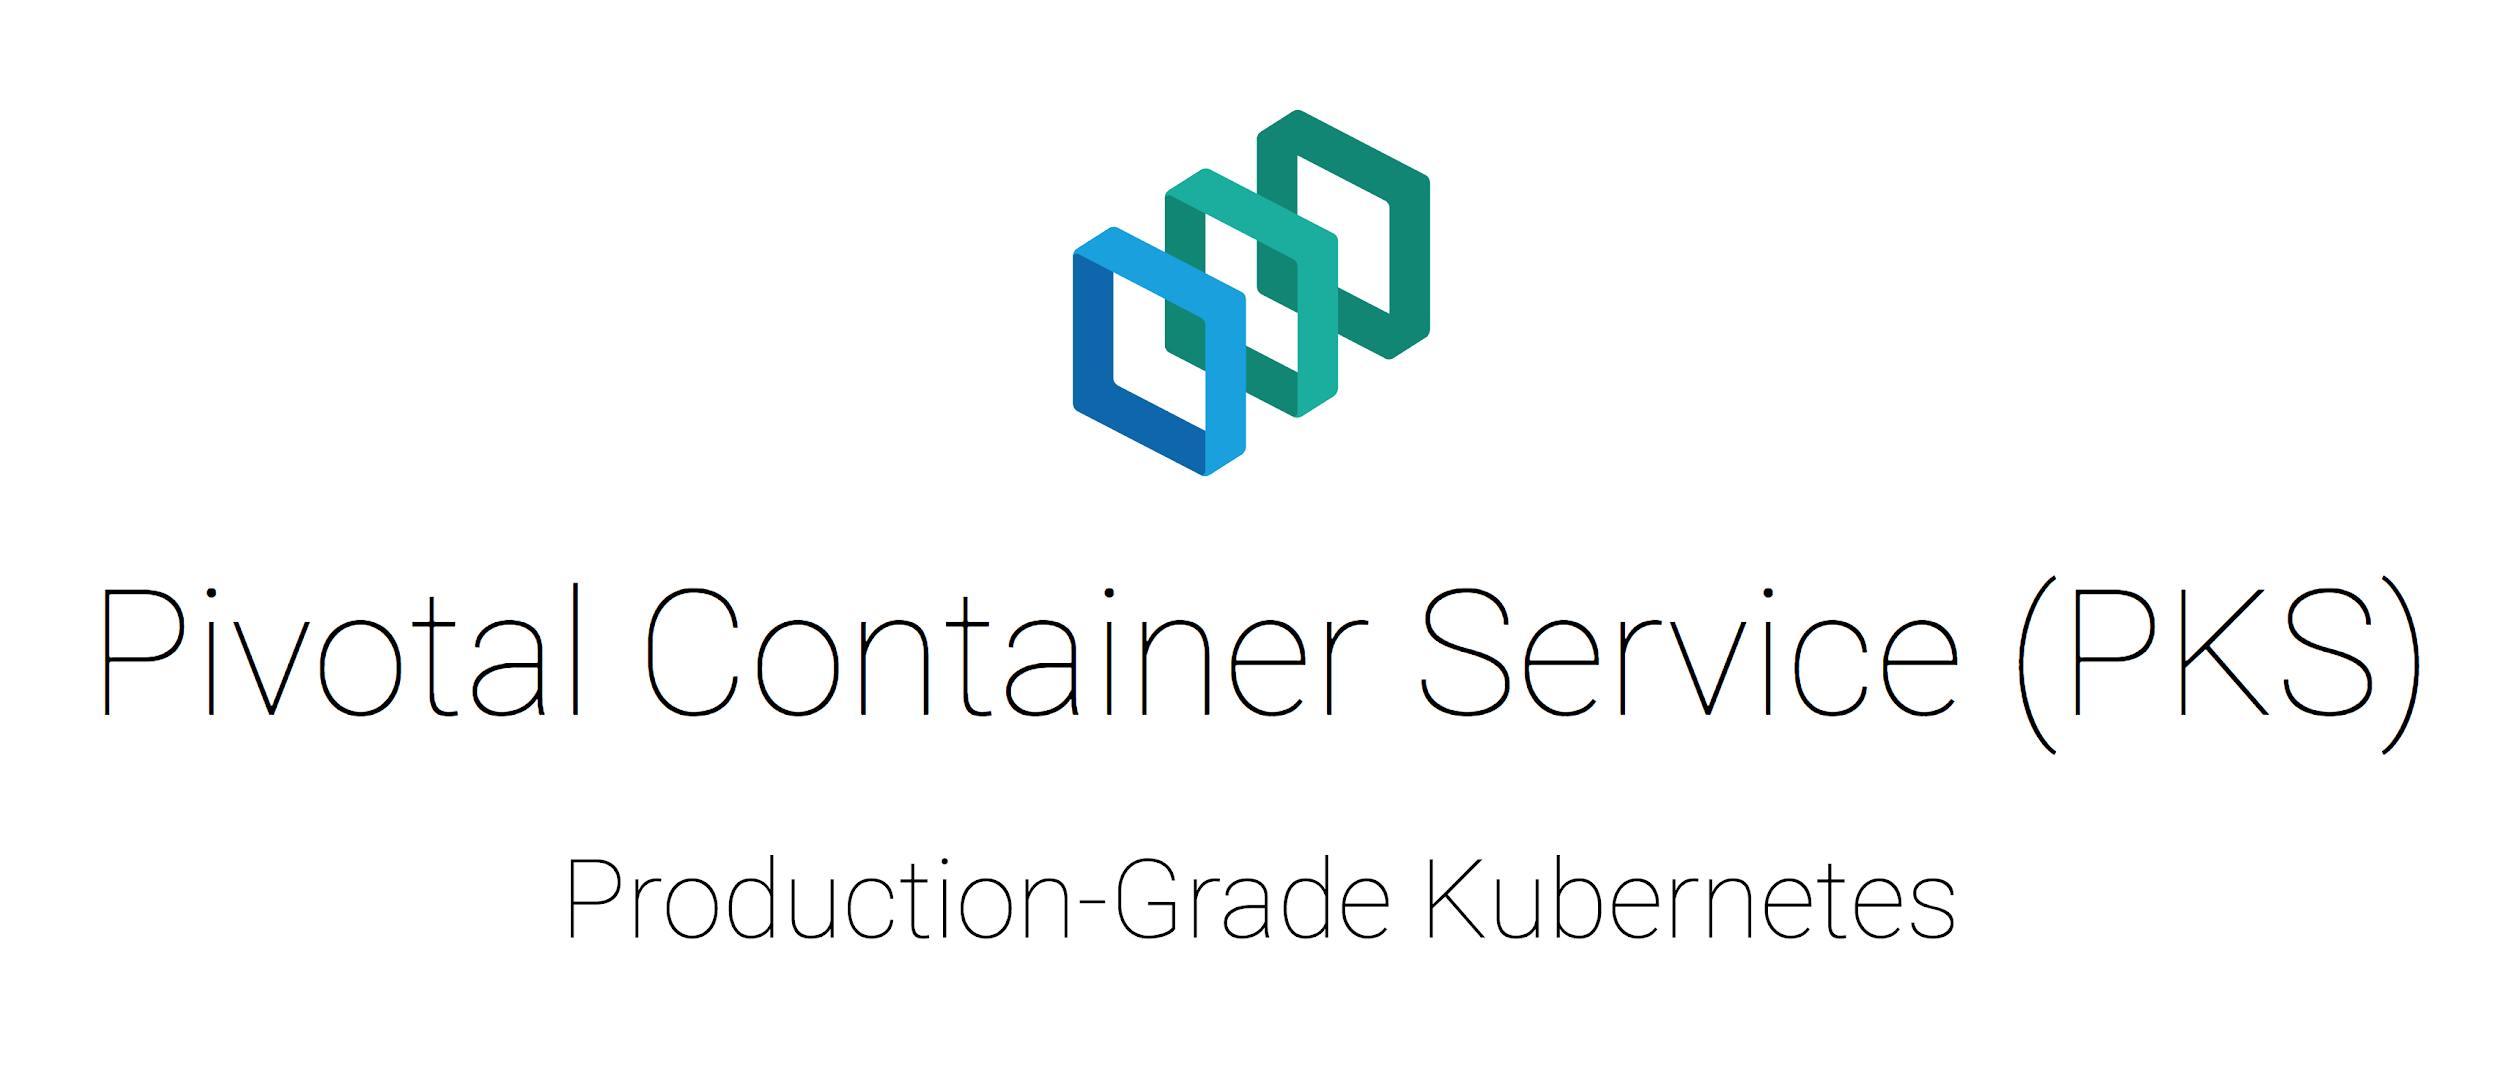 Pivotal Container Service (PKS)
Production-Grade Kubernetes